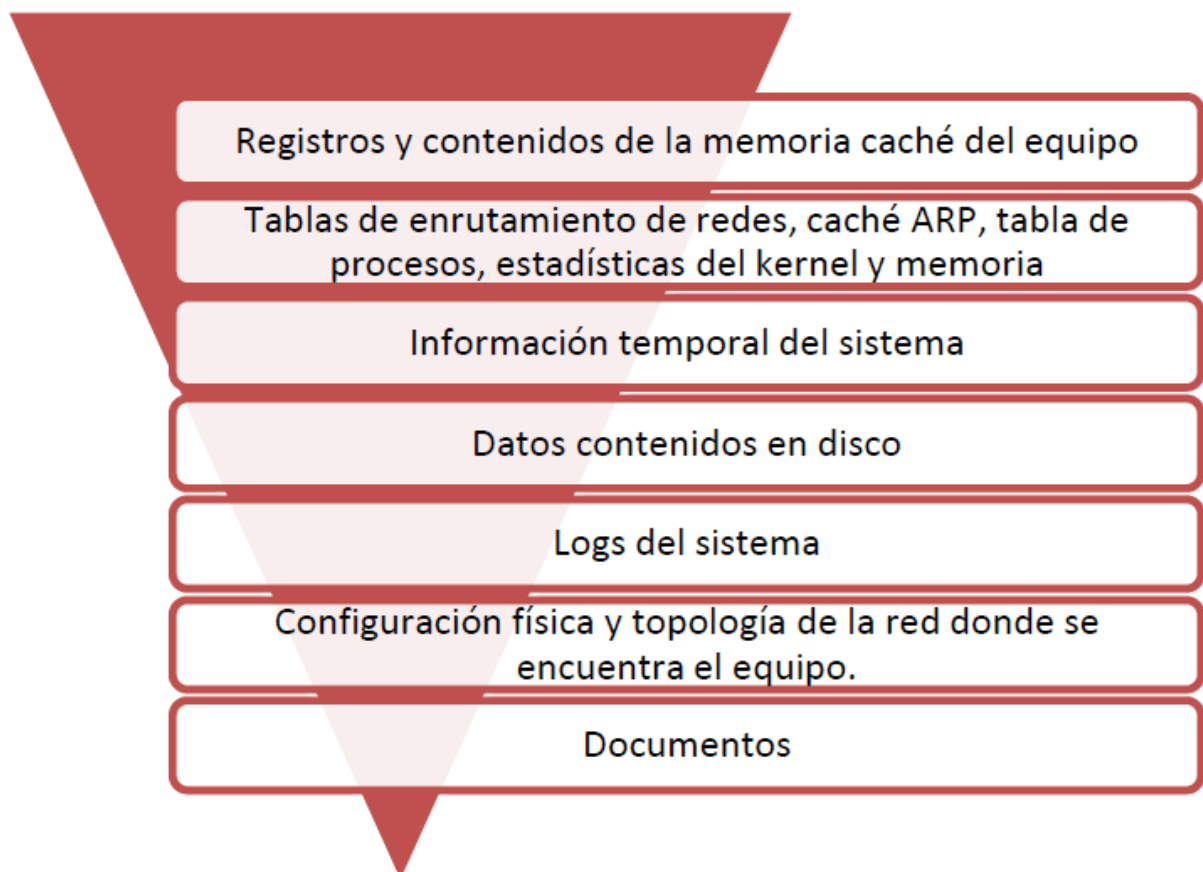 Registros y contenidos de la memoria caché del equipo
Tablas de enrutamiento de redes, caché ARP, tabla de
procesos, estadísticas del kernel y memoria
Información temporal del sistema
Datos contenidos en disco
Logs del sistema
Configuración física y topología de la red donde se
encuentra el equipo.
Documentos